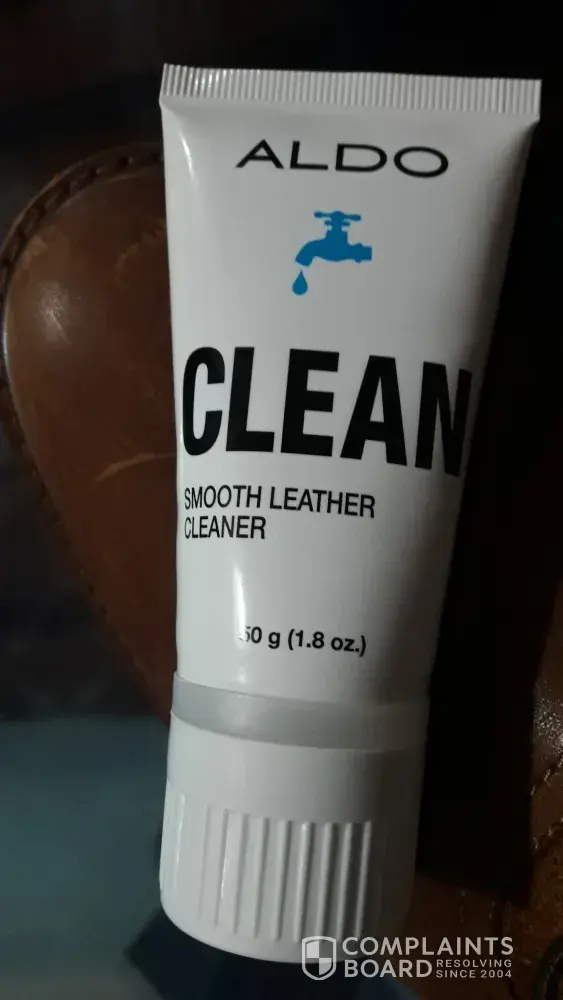 ALDO
CLEAN
SMOOTH LEATHER
CLEANER
50 g (1.8 oz.)
COMPLAINTS
BOARD RESOLVING
SINCE 2004